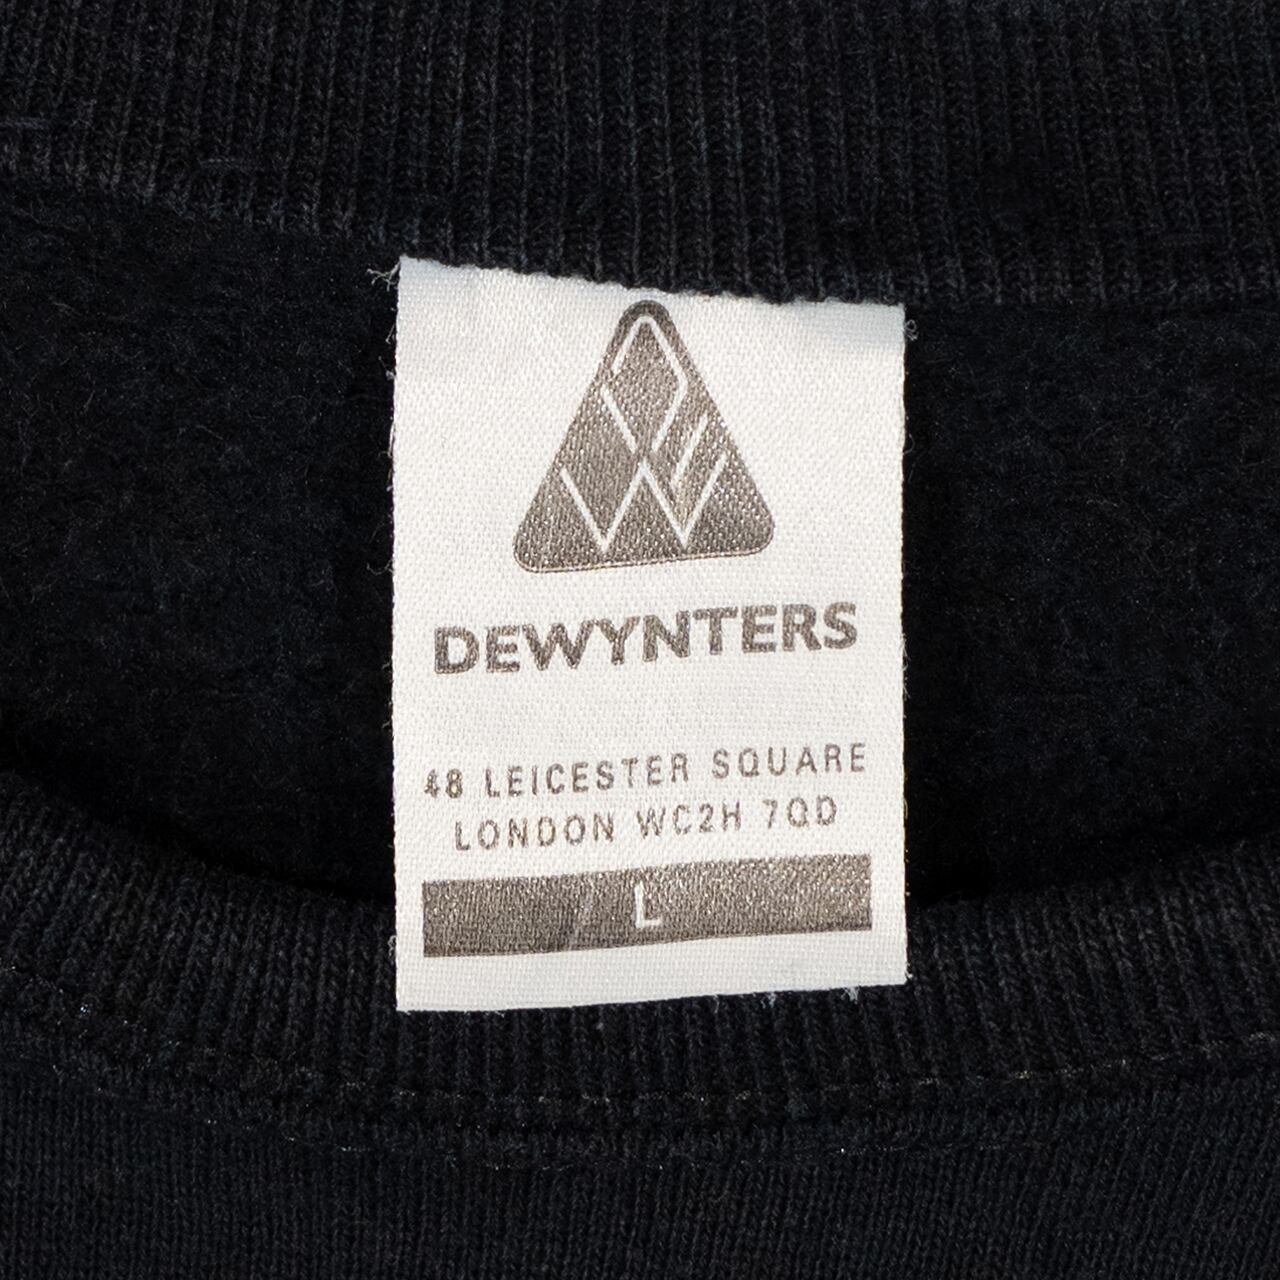 DEWYNTERS
48 LEICESTER SQUARE
LONDON WC2H 7QD
L